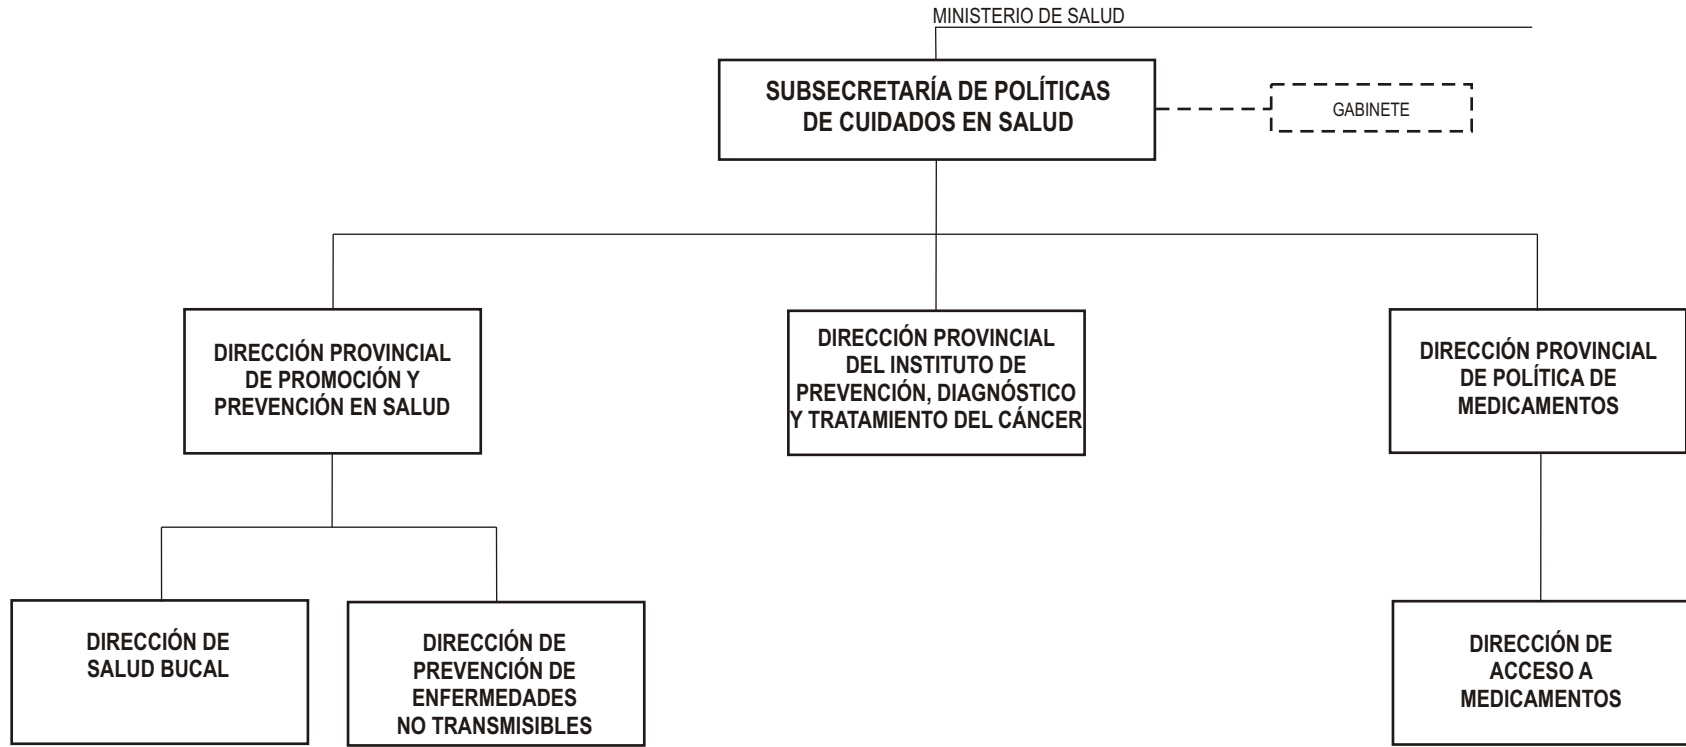 MINISTERIO DE SALUD
SUBSECRETARÍA DE POLÍTICAS
DE CUIDADOS EN SALUD
GABINETE
DIRECCIÓN PROVINCIAL
DE PROMOCIÓN Y
PREVENCIÓN EN SALUD
DIRECCIÓN PROVINCIAL
DEL INSTITUTO DE
PREVENCIÓN, DIAGNÓSTICO
Y TRATAMIENTO DEL CÁNCER
DIRECCIÓN PROVINCIAL
DE POLÍTICA DE
MEDICAMENTOS
DIRECCIÓN DE
SALUD BUCAL
DIRECCIÓN DE
PREVENCIÓN DE
ENFERMEDADES
NO TRANSMISIBLES
DIRECCIÓN DE
ACCESO A
MEDICAMENTOS